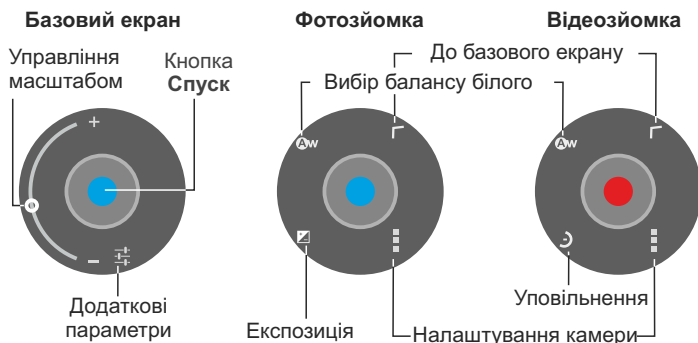 Базовий екран
Фотозйомка
Відеозйомка
Управління
масштабом
Кнопка
Спуск
До базового екрану
Вибір балансу білого
+
Aw
Aw
−
Додаткові
параметри
Експозиція
Уповільнення
Налаштування камери